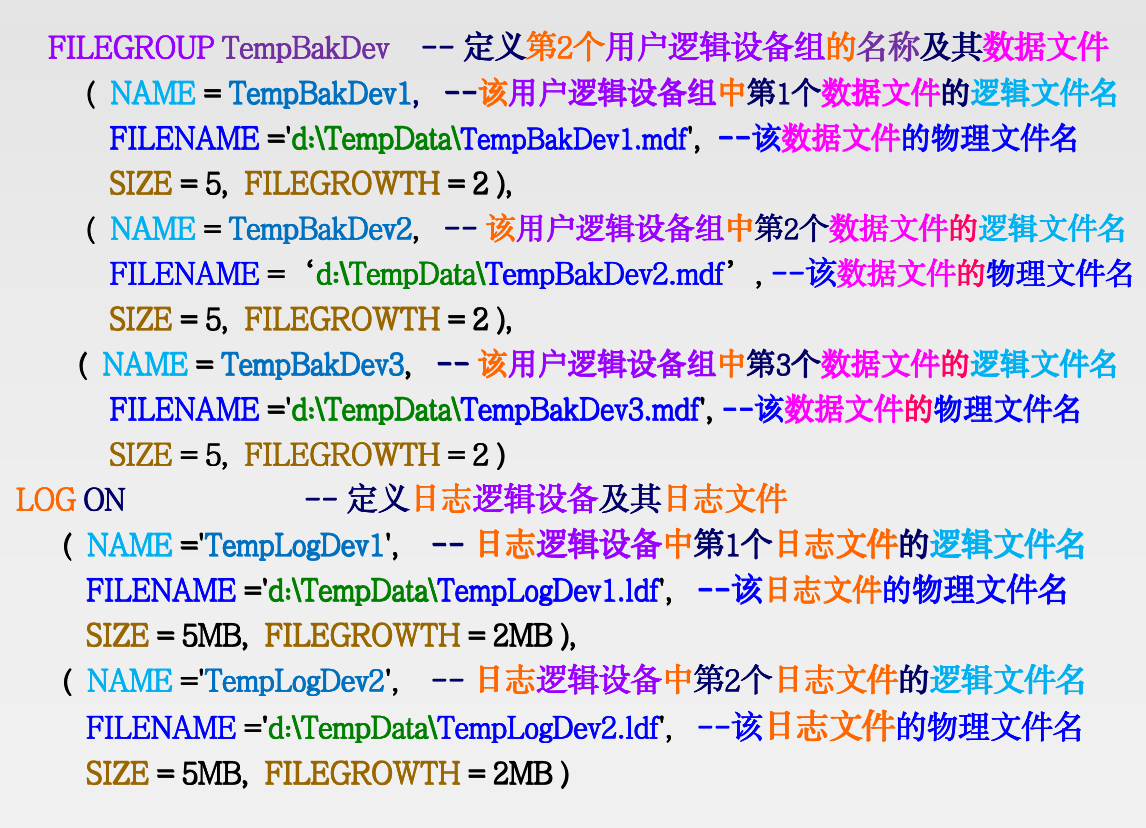 FILEGROUP TempBakDev -- 定义第2个用户逻辑设备组的名称及其数据文件
( NAME = TempBakDev1, --该用户逻辑设备组中第1个数据文件的逻辑文件名
FILENAME ='d:\TempData\TempBakDev1.mdf', --该数据文件的物理文件名
SIZE = 5, FILEGROWTH = 2 ),
( NAME = TempBakDev2, -- 该用户逻辑设备组中第2个数据文件的逻辑文件名
FILENAME = ‘d:\TempData\TempBakDev2.mdf’, --该数据文件的物理文件名
SIZE = 5, FILEGROWTH = 2 ),
( NAME = TempBakDev3, -- 该用户逻辑设备组中第3个数据文件的逻辑文件名
FILENAME ='d:\TempData\TempBakDev3.mdf', --该数据文件的物理文件名
SIZE = 5, FILEGROWTH = 2 )
LOG ON -- 定义日志逻辑设备及其日志文件
( NAME ='TempLogDev1', -- 日志逻辑设备中第1个日志文件的逻辑文件名
FILENAME ='d:\TempData\TempLogDev1.ldf', --该日志文件的物理文件名
SIZE = 5MB, FILEGROWTH = 2MB ),
( NAME ='TempLogDev2', -- 日志逻辑设备中第2个日志文件的逻辑文件名
FILENAME ='d:\TempData\TempLogDev2.ldf', --该日志文件的物理文件名
SIZE = 5MB, FILEGROWTH = 2MB )